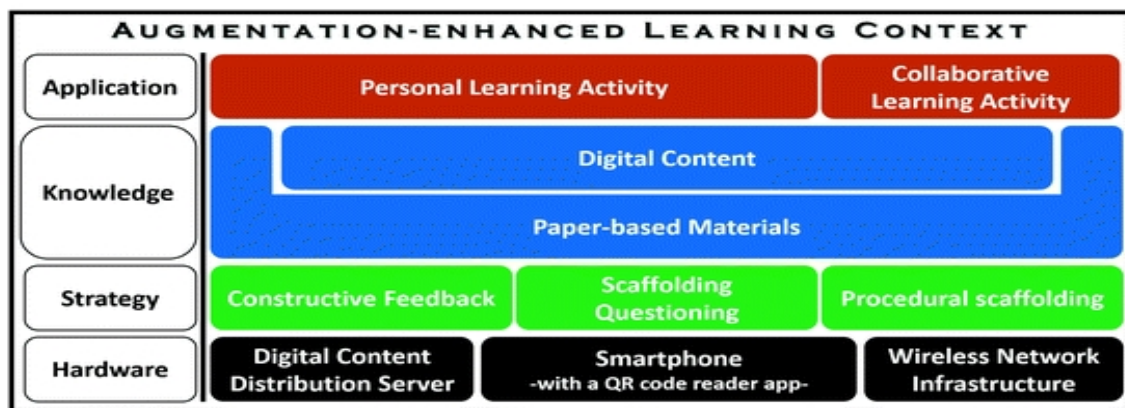 AUGMENTATION-ENHANCED LEARNING CONTEXT
Application
Personal Learning Activity
Collaborative
Learning Activity
Knowledge
Digital Content
Paper-based Materials
Strategy
Constructive Feedback
Scaffolding
Questioning
Procedural scaffolding
Hardware
Digital Content
Distribution Server
Smartphone
-with a QR code reader app-
Wireless Network
Infrastructure